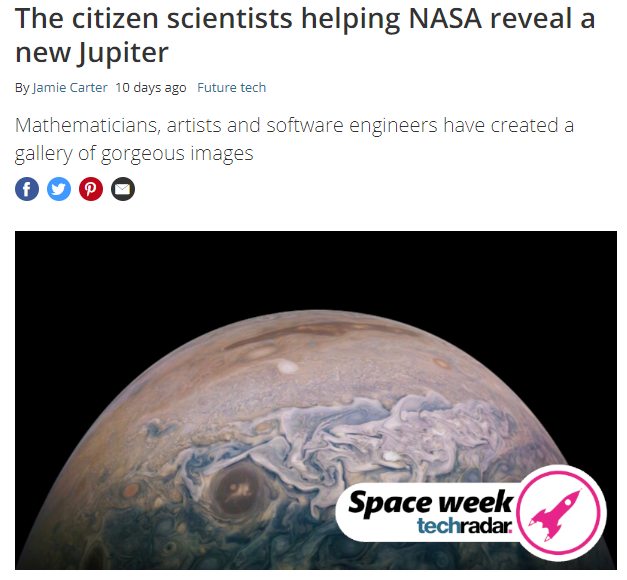 The citizen scientists helping NASA reveal a
new Jupiter
By Jamie Carter 10 days ago Future tech
Mathematicians, artists and software engineers have created a
gallery of gorgeous images
Space week
techradar.